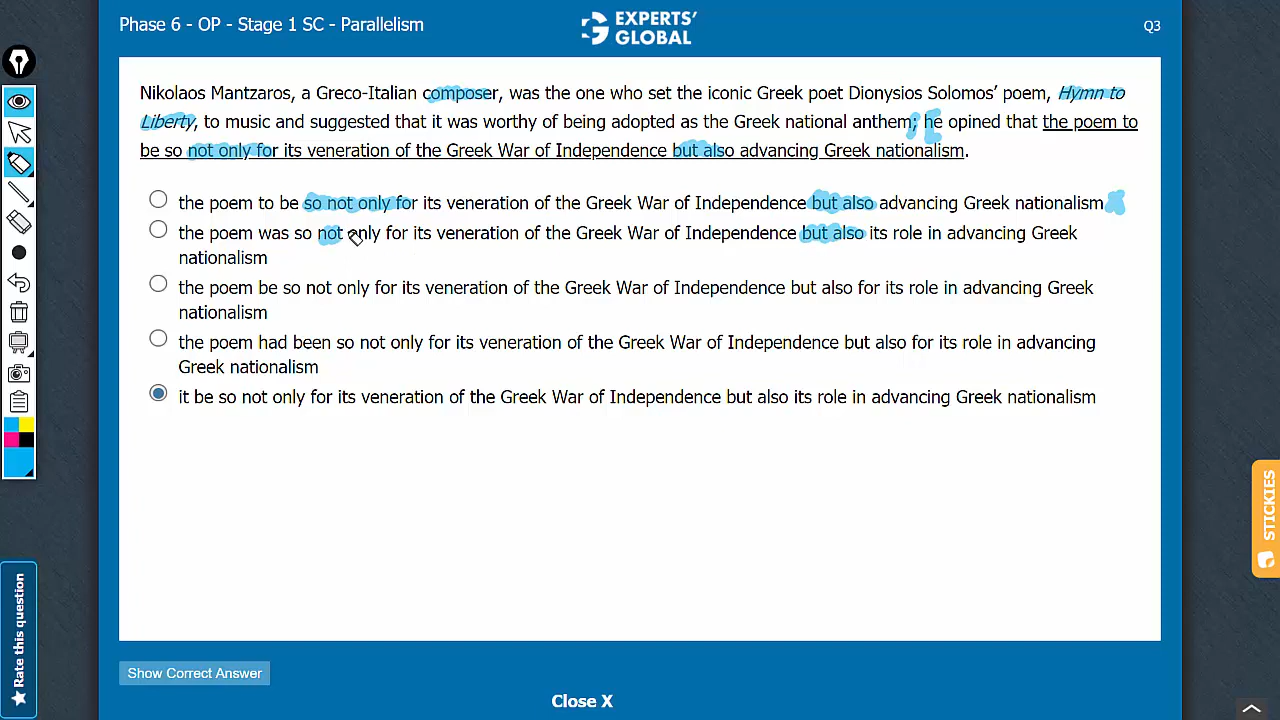 Phase 6 - OP - Stage 1 SC - Parallelism
EXPERTS'
GLOBAL
Q3
Nikolaos Mantzaros, a Greco-Italian composer, was the one who set the iconic Greek poet Dionysios Solomos' poem, Hymn to
Liberty, to music and suggested that it was worthy of being adopted as the Greek national anthem; he opined that the poem to
be so not only for its veneration of the Greek War of Independence but also advancing Greek nationalism.
the poem to be so not only for its veneration of the Greek War of Independence but also advancing Greek nationalism
the poem was so not only for its veneration of the Greek War of Independence but also its role in advancing Greek
nationalism
the poem be so not only for its veneration of the Greek War of Independence but also for its role in advancing Greek
nationalism
the poem had been so not only for its veneration of the Greek War of Independence but also for its role in advancing
Greek nationalism
it be so not only for its veneration of the Greek War of Independence but also its role in advancing Greek nationalism
STICKIES
Rate this question
Show Correct Answer
Close X